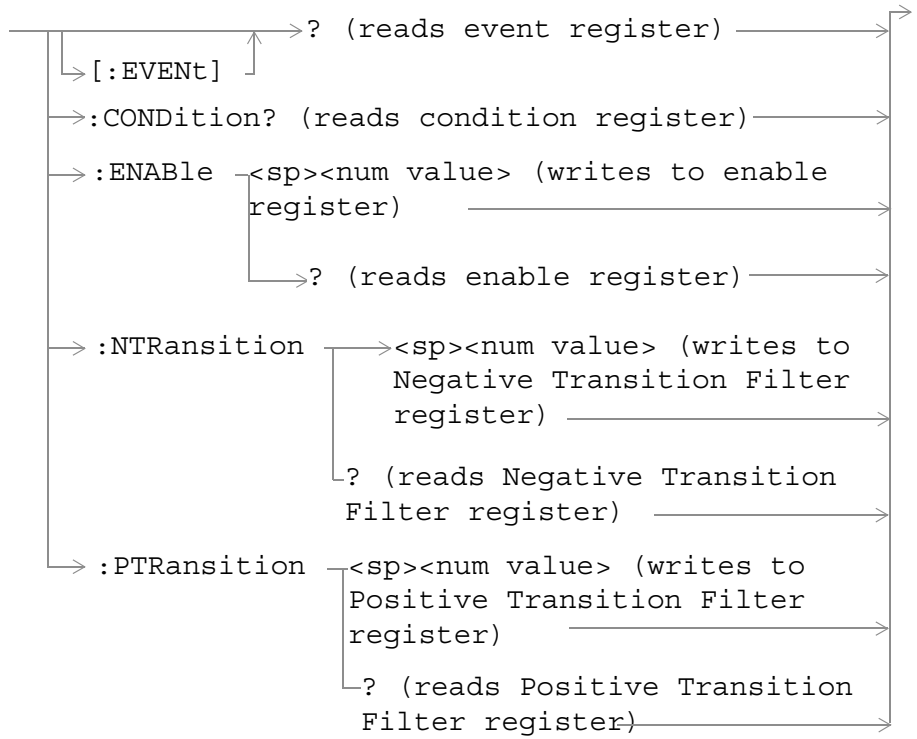 ? (reads event register)
[:EVENt]
:CONDition? (reads condition register)
:ENABle <sp><num value> (writes to enable
register)
? (reads enable register)
:NTRansition <sp><num value> (writes to
Negative Transition Filter
register)
? (reads Negative Transition
Filter register)
:PTRansition <sp><num value> (writes to
Positive Transition Filter
register)
? (reads Positive Transition
Filter register)